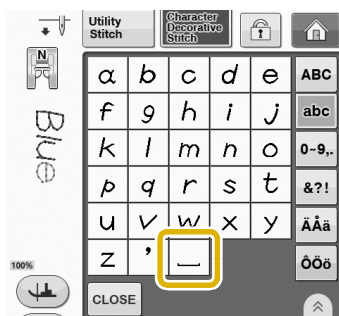 Utility Stitch
Character Decorative Stitch
N
Blue
a b c d e ABC
f g h i j abc
k l m n o 0~9,.
p q r s t &?!
u v w x y ÄÅä
z ' ⎵ ôÖö
100%
CLOSE